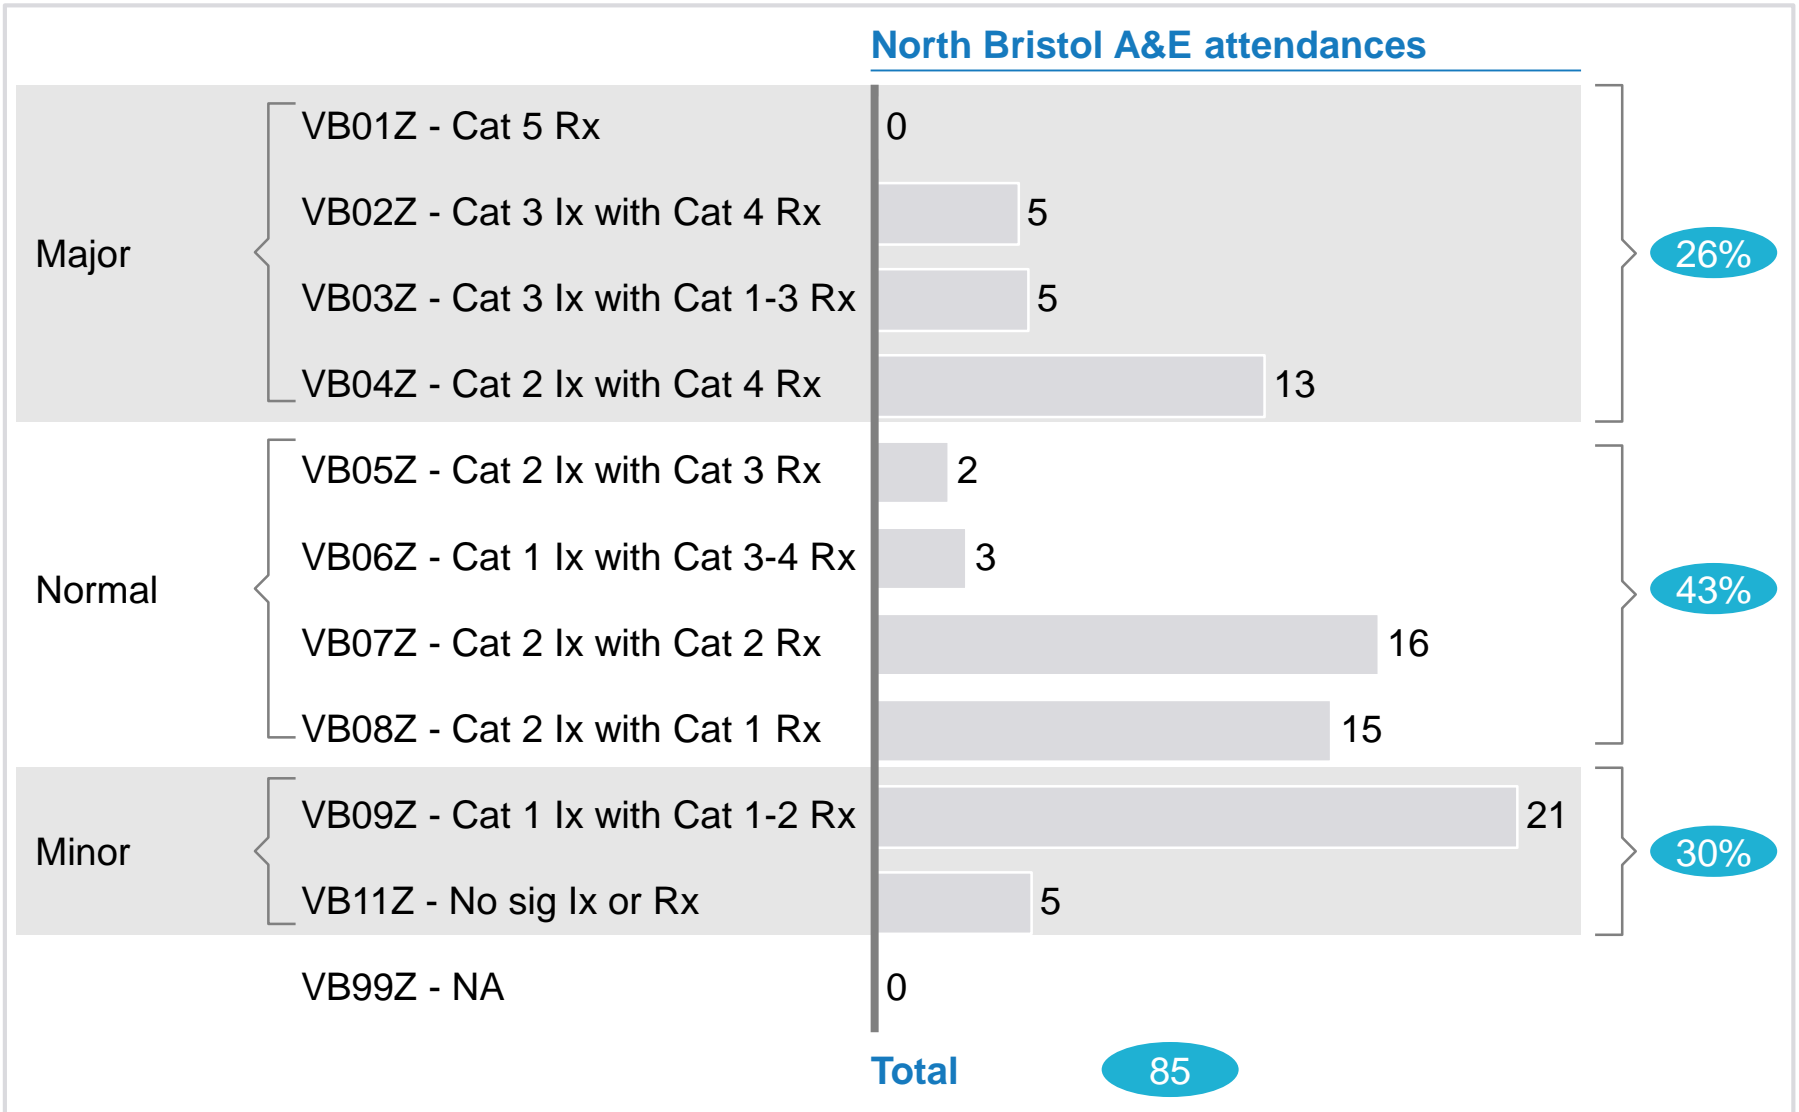 North Bristol A&E attendances
VB01Z - Cat 5 Rx 0
VB02Z - Cat 3 Ix with Cat 4 Rx 5
Major 26%
VB03Z - Cat 3 Ix with Cat 1-3 Rx 5
VB04Z - Cat 2 Ix with Cat 4 Rx 13
VB05Z - Cat 2 Ix with Cat 3 Rx 2
VB06Z - Cat 1 Ix with Cat 3-4 Rx 3
Normal 43%
VB07Z - Cat 2 Ix with Cat 2 Rx 16
VB08Z - Cat 2 Ix with Cat 1 Rx 15
VB09Z - Cat 1 Ix with Cat 1-2 Rx 21
Minor 30%
VB11Z - No sig Ix or Rx 5
VB99Z - NA 0
Total 85